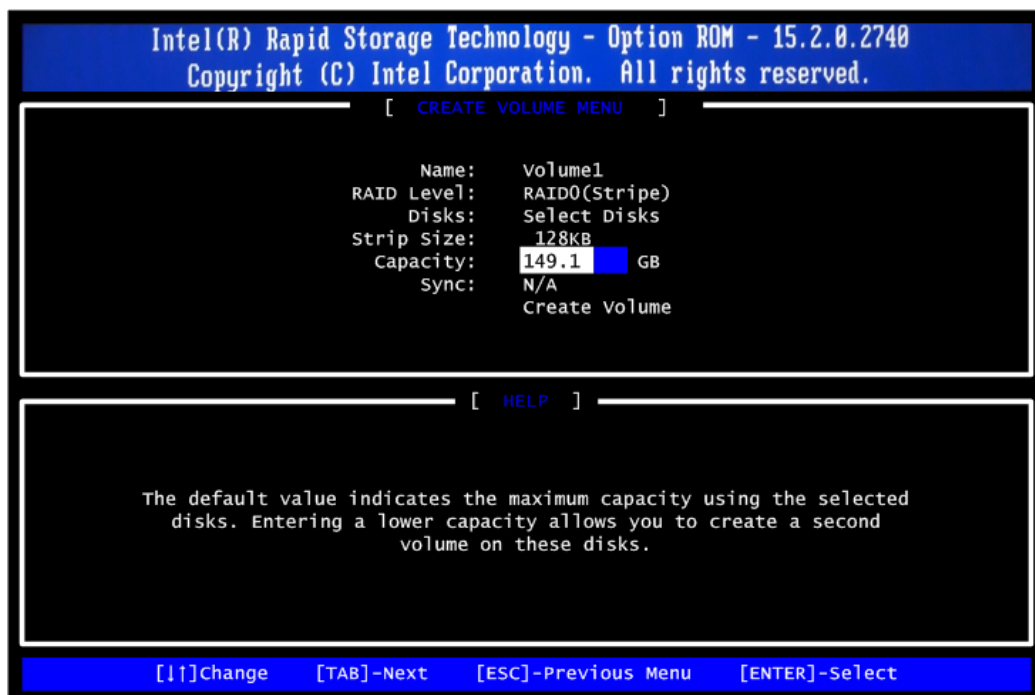 Intel(R) Rapid Storage Technology - Option ROM - 15.2.0.2740
Copyright (C) Intel Corporation. All rights reserved.
[ CREATE VOLUME MENU ]
Name: Volume1
RAID Level: RAID0(Stripe)
Disks: Select Disks
Strip Size: 128KB
Capacity: 149.1 GB
Sync: N/A
Create Volume
[ HELP ]
The default value indicates the maximum capacity using the selected
disks. Entering a lower capacity allows you to create a second
volume on these disks.
[↓↑]Change [TAB]-Next [ESC]-Previous Menu [ENTER]-Select